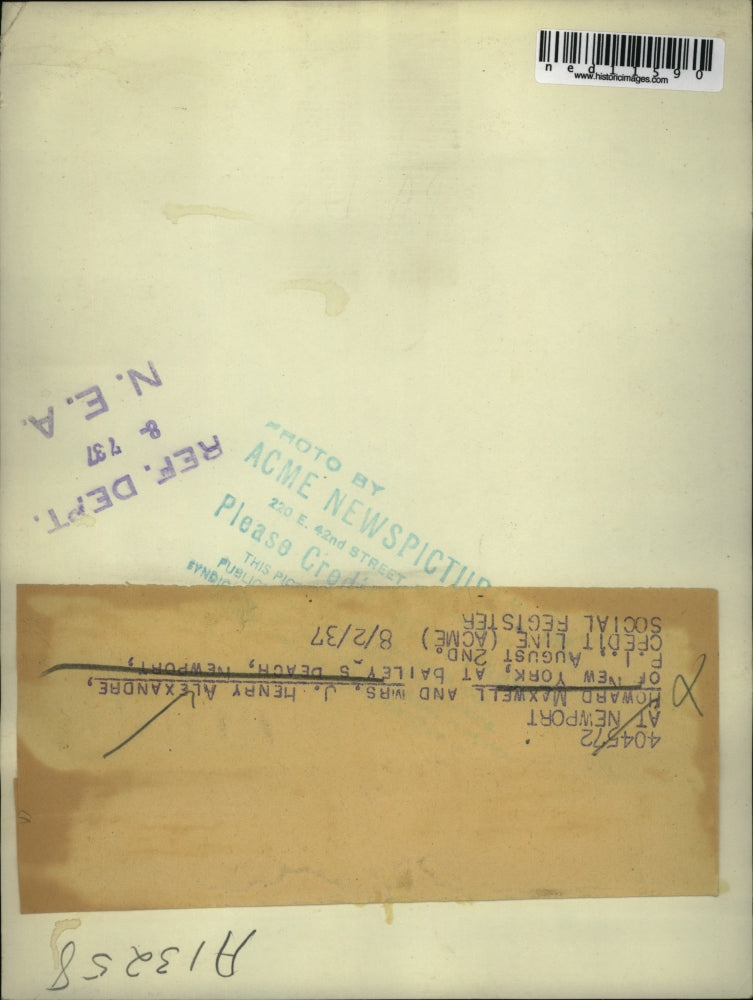 ned11590
www.historicimages.com
N.E.A.
8- 737
REF. DEPT.
PHOTO BY
ACME NEWSPICTU
220 E. 42nd STREET
Please Credi
THIS PIC
PUBLIC
SYNDIC
404572
AT NEWPORT
HOWARD MAXWELL AND MRS. J. HENRY ALEXANDRE,
OF NEW YORK, AT BAILEY'S BEACH, NEWPORT,
R.I., AUGUST 2ND.
CREDIT LINE (ACME) 8/2/37
SOCIAL REGISTER
A13258